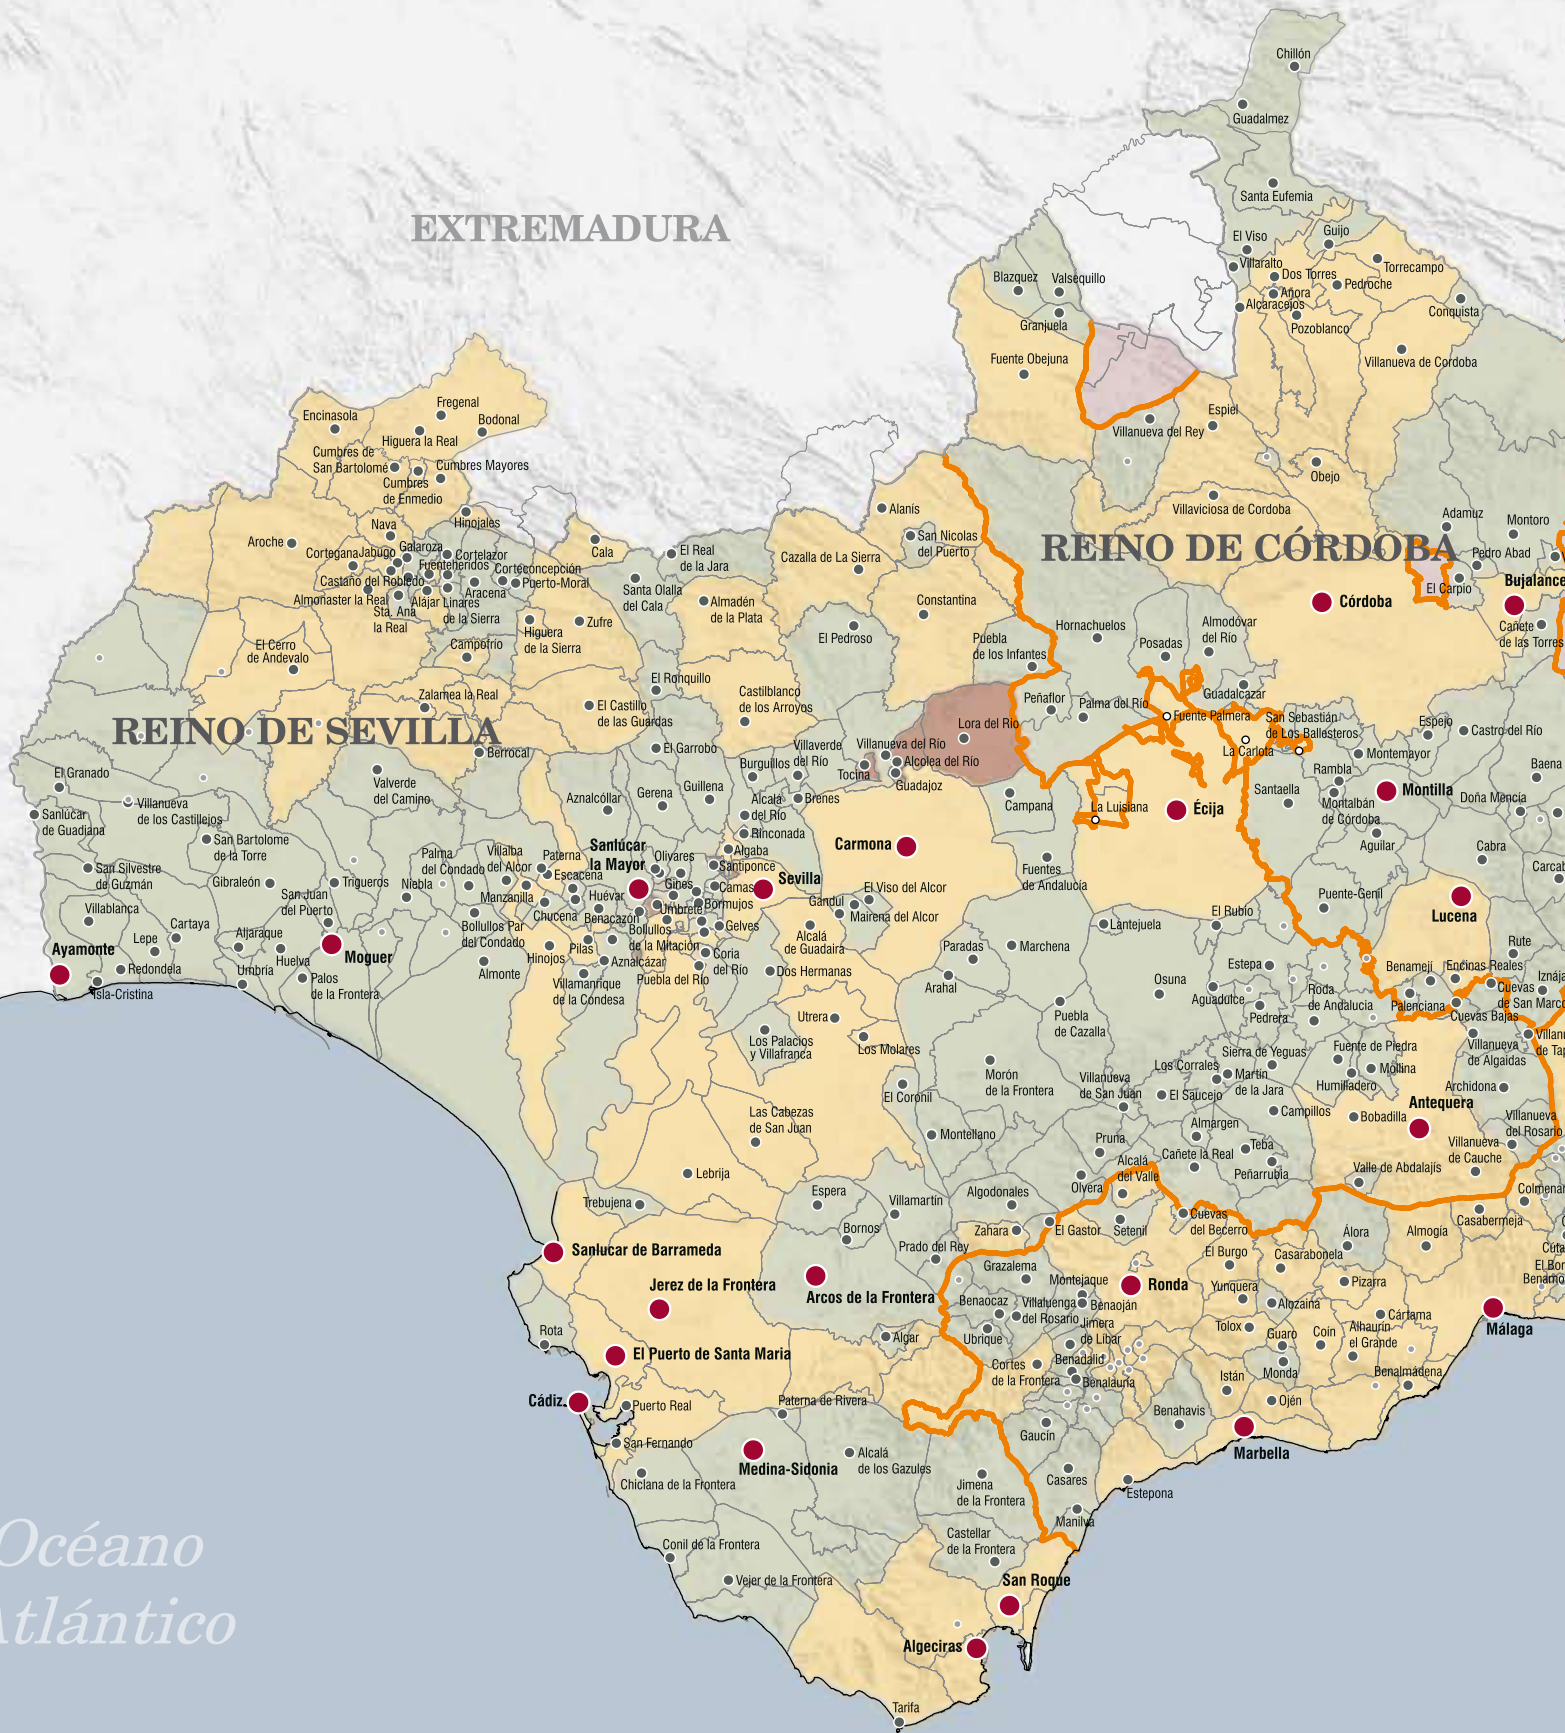 Chillón
Guadalmez
Santa Eufemia
EXTREMADURA
El Viso
Guijo
Villaralto
Dos Torres
Torrecampo
Pedroche
Añora
Alcaracejos
Pozoblanco
Conquista
Villanueva de Cordoba
Blazquez
Valsequillo
Granjuela
Fuente Obejuna
Villanueva del Rey
Espiel
Obejo
Villaviciosa de Cordoba
Adamuz
Montoro
REINO DE CÓRDOBA
Pedro Abad
El Carpio
Bujalance
Córdoba
Cañete
de las Torres
Encinasola
Fregenal
Bodonal
Higuera la Real
Cumbres de
San Bartolomé
Cumbres Mayores
Cumbres
de Enmedio
Hinojales
Nava
Aroche
Cortegana
Jabugo
Galaroza
Cortelazor
Fuenteheridos
Corteconcepción
Castaño del Robledo
Puerto-Moral
Aracena
Almonaster la Real
Alájar
Linares
de la Sierra
Sta. Ana
la Real
Cala
El Real
de la Jara
Santa Olalla
del Cala
Almadén
de la Plata
Higuera
de la Sierra
Zufre
Campofrío
El Cerro
de Andevalo
Zalamea la Real
REINO DE SEVILLA
Berrocal
El Castillo
de las Guardas
El Ronquillo
Castilblanco
de los Arroyos
El Garrobo
Alanís
San Nicolas
del Puerto
Cazalla de La Sierra
Constantina
El Pedroso
Puebla
de los Infantes
Hornachuelos
Posadas
Almodóvar
del Río
Guadalcazar
Peñaflor
Palma del Río
Fuente Palmera
San Sebastián
de Los Ballesteros
La Carlota
Espejo
Castro del Río
Montemayor
Baena
Rambla
Montilla
Doña Mencia
Montalbán
de Córdoba
Santaella
Aguilar
Cabra
Puente-Genil
Lucena
Rute
Lora del Río
Villanueva del Río
Alcolea del Río
Villaverde
del Río
Tocina
Guadajoz
Burguillos
Brenes
Alcalá
del Río
Rinconada
Guillena
Gerena
Aznalcóllar
El Granado
Villanueva
de los Castillejos
Valverde
del Camino
Sanlúcar
de Guadiana
San Bartolome
de la Torre
San Silvestre
de Guzmán
Gibraleón
San Juan
del Puerto
Trigueros
Niebla
Palma
del Condado
Villalba
del Alcor
Manzanilla
Paterna
Escacena
Chucena
Huévar
Benacazón
Sanlúcar
la Mayor
Olivares
Gines
Umbrete
Santiponce
Algaba
Camas
Bormujos
Gelves
Sevilla
Bollullos
de la Mitación
Coria
del Río
Puebla del Río
Bollullos Par
del Condado
Hinojos
Pilas
Aznalcázar
Villamanrique
de la Condesa
Almonte
Villablanca
Cartaya
Lepe
Aljaraque
Huelva
Umbría
Palos
de la Frontera
Moguer
Ayamonte
Redondela
Isla-Cristina
Carmona
El Viso del Alcor
Gandul
Mairena del Alcor
Alcalá
de Guadaira
Dos Hermanas
Campana
La Luisiana
Écija
Fuentes
de Andalucía
Lantejuela
El Rubio
Marchena
Paradas
Arahal
Osuna
Estepa
Aguadulce
Pedrera
Roda
de Andalucia
Benamejí
Encinas Reales
Palenciana
Cuevas Bajas
Puebla
de Cazalla
Utrera
Los Molares
Los Palacios
y Villafranca
El Coronil
Morón
de la Frontera
Villanueva
de San Juan
Los Corrales
El Saucejo
Sierra de Yeguas
Martin
de la Jara
Fuente de Piedra
Mollina
Humilladero
Villanueva
de Algaidas
Archidona
Antequera
Campillos
Bobadilla
Villanueva
del Rosario
Villanueva
de Cauche
Valle de Abdalajís
Almargen
Teba
Peñarrubia
Cañete la Real
Pruna
Alcalá
del Valle
Olvera
Montellano
Las Cabezas
de San Juan
Lebrija
Trebujena
Espera
Villamartín
Bornos
Algodonales
Zahara
El Gastor
Setenil
Cuevas
del Becerro
Prado del Rey
Grazalema
El Burgo
Casarabonela
Álora
Almogía
Casabermeja
Colmenar
Sanlucar de Barrameda
Jerez de la Frontera
Arcos de la Frontera
Montejaque
Ronda
Yunquera
Pizarra
Benaocaz
Villaluenga
del Rosario
Benaoján
Alozaina
Cártama
Málaga
Ubrique
Jimera
de Líbar
Tolox
Guaro
Coin
Alhaurín
el Grande
Algar
Cortes
de la Frontera
Benadalid
Benalauría
Monda
Istán
Benalmádena
Ojén
Rota
El Puerto de Santa Maria
Cádiz
Puerto Real
Paterna de Rivera
San Fernando
Medina-Sidonia
Alcalá
de los Gazules
Chiclana de la Frontera
Gaucín
Benahavis
Marbella
Casares
Estepona
Manilva
Jimena
de la Frontera
Castellar
de la Frontera
Conil de la Frontera
Vejer de la Frontera
San Roque
Algeciras
Tarifa
Océano
Atlántico